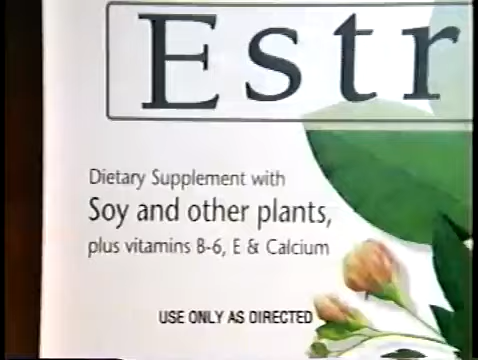 Estr
Dietary Supplement with
Soy and other plants,
plus vitamins B-6, E & Calcium
USE ONLY AS DIRECTED